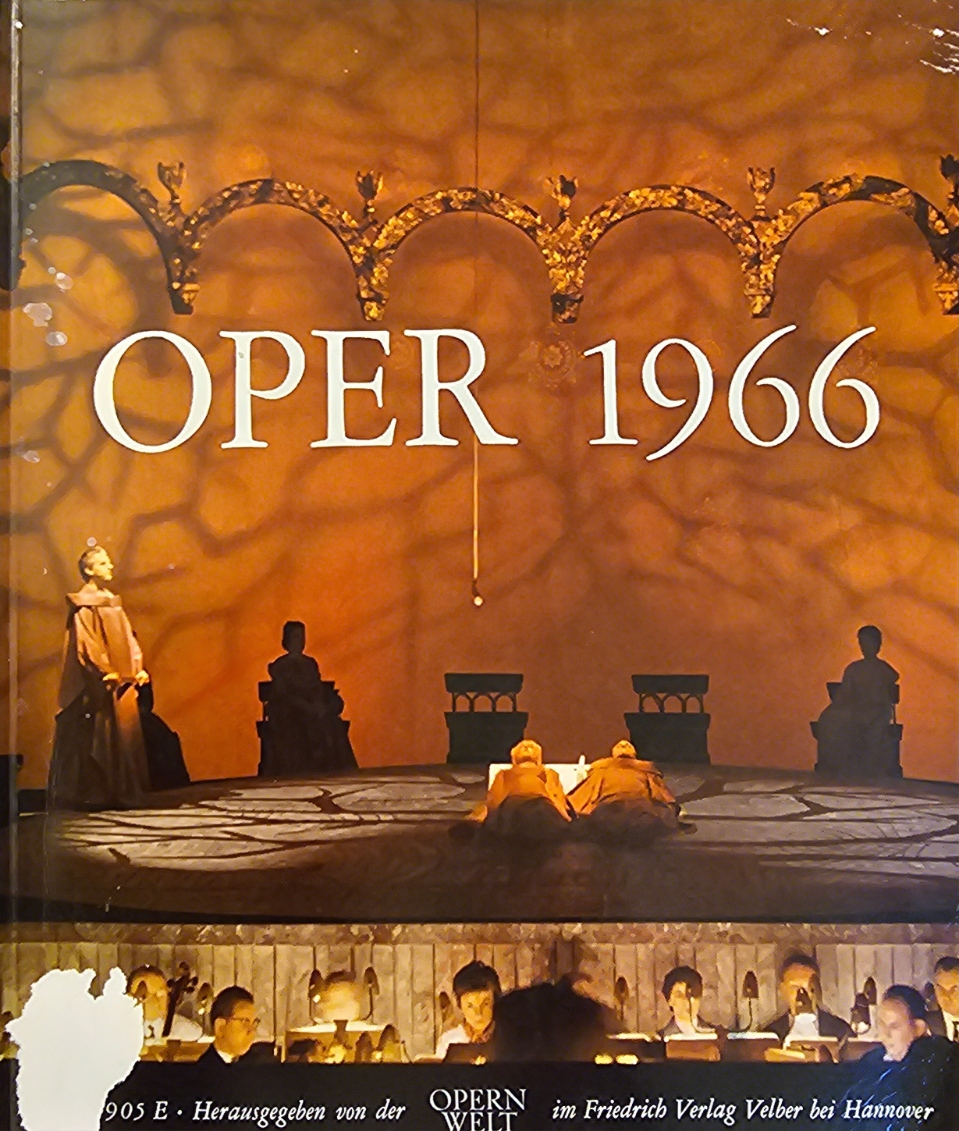 OPER 1966
905 E · Herausgegeben von der OPERN WELT im Friedrich Verlag Velber bei Hannover